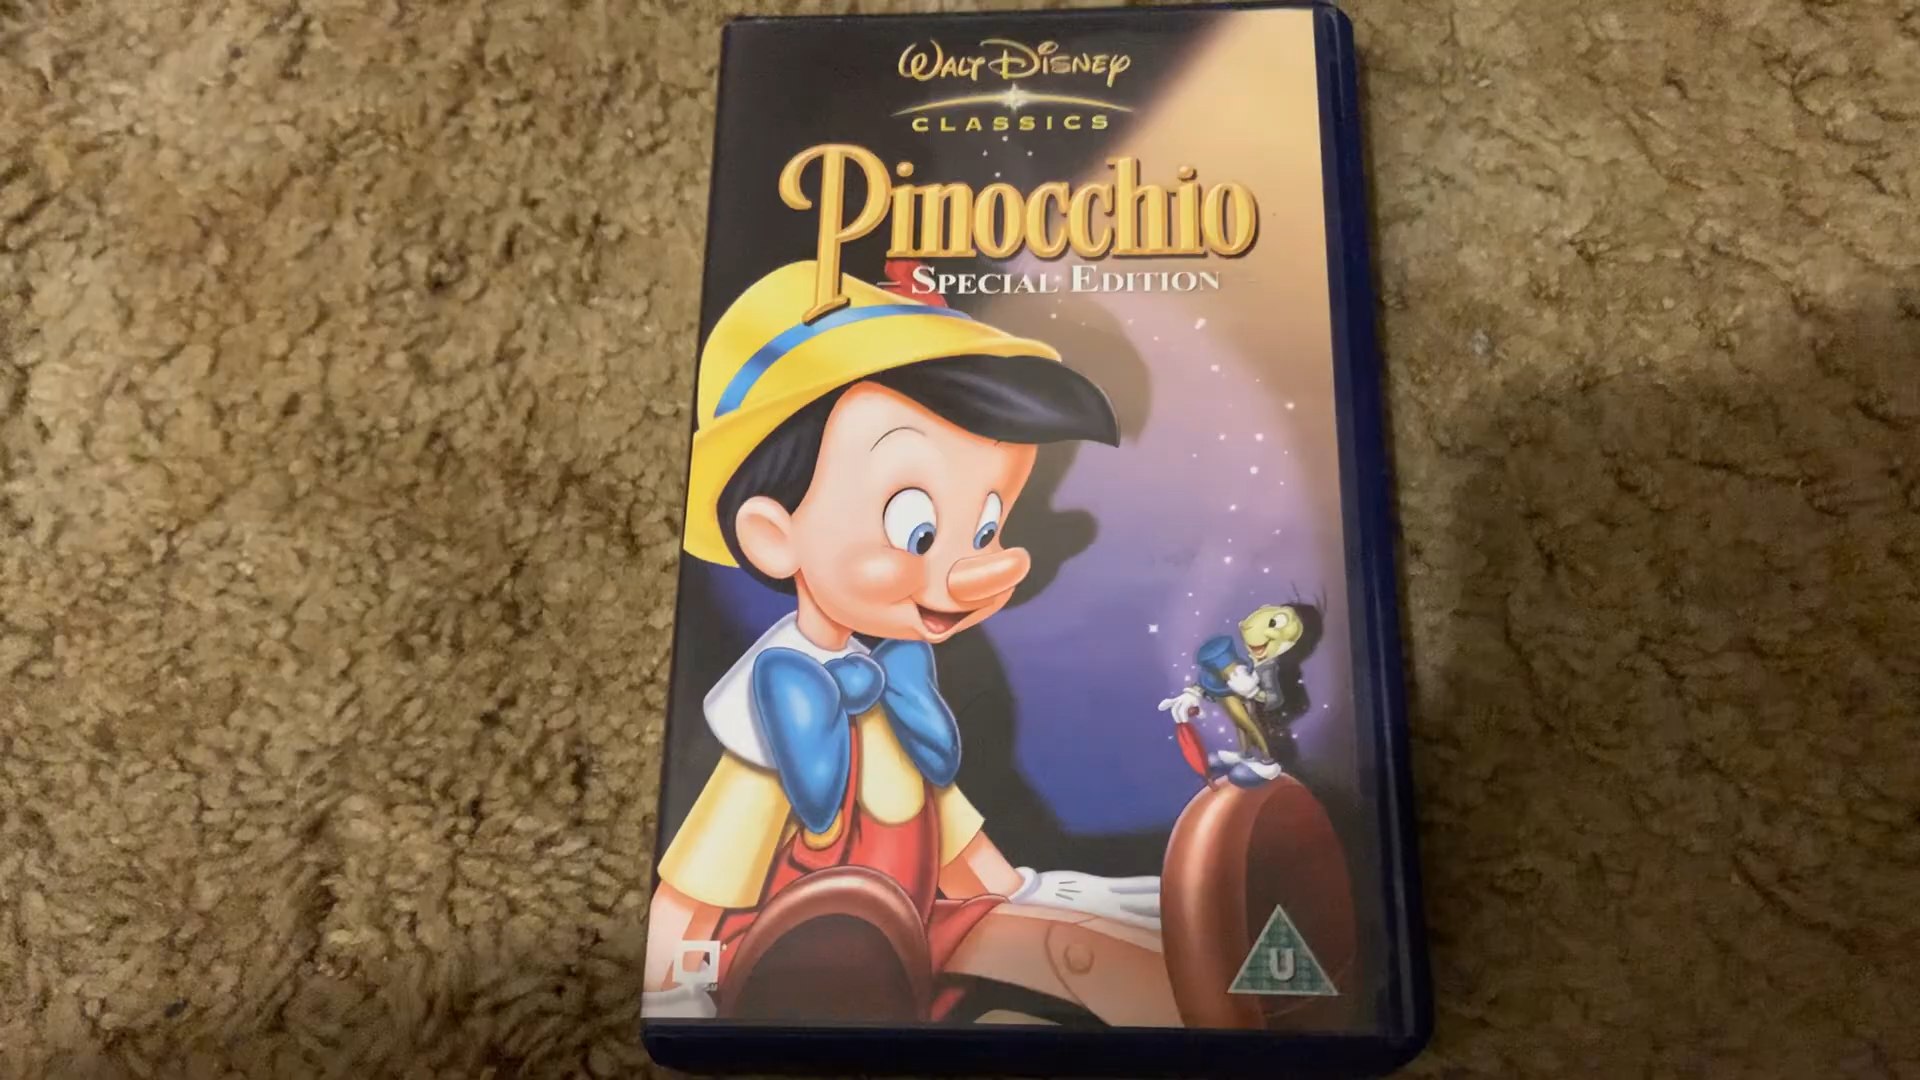 WALT DISNEY
CLASSICS
Pinocchio
SPECIAL EDITION
U